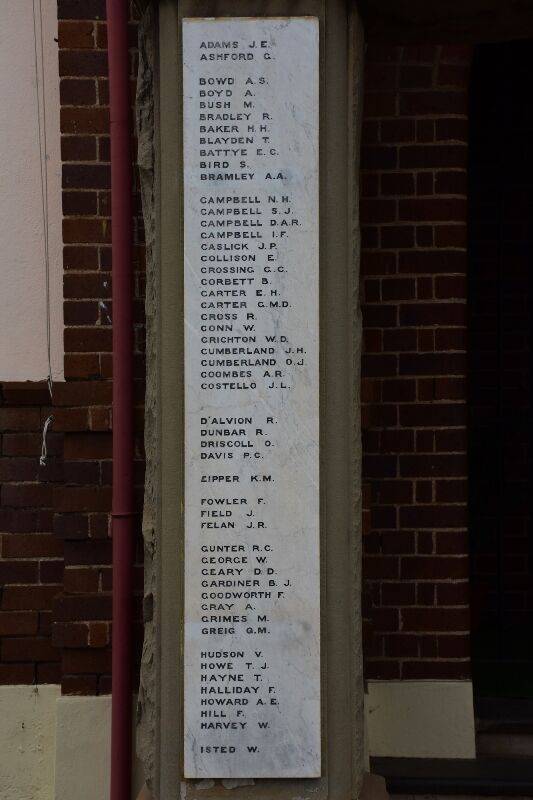 ADAMS J.E.
ASHFORD G.
BOWD A.S.
BOYD A.
BUSH M.
BRADLEY R.
BAKER H.H.
BLAYDEN T.
BATTYE E.C.
BIRD S.
BRAMLEY A.A.
CAMPBELL N.H.
CAMPBELL S.J.
CAMPBELL D.A.R.
CAMPBELL I.F.
CASLICK J.P.
COLLISON E.
CROSSING G.C.
CORBETT B.
CARTER E.H.
CARTER G.M.D.
CROSS R.
CONN W.
CRICHTON W.D.
CUMBERLAND J.H.
CUMBERLAND O.J.
COOMBES A.R.
COSTELLO J.L.
D'ALVION R.
DUNBAR R.
DRISCOLL O.
DAVIS P.C.
EIPPER K.M.
FOWLER F.
FIELD J.
FELAN J.R.
GUNTER R.C.
GEORGE W.
GEARY D.D.
GARDINER B.J.
GOODWORTH F.
GRAY A.
GRIMES M.
GREIG G.M.
HUDSON V.
HOWE T.J.
HAYNE T.
HALLIDAY F.
HOWARD A.E.
HILL F.
HARVEY W.
ISTED W.